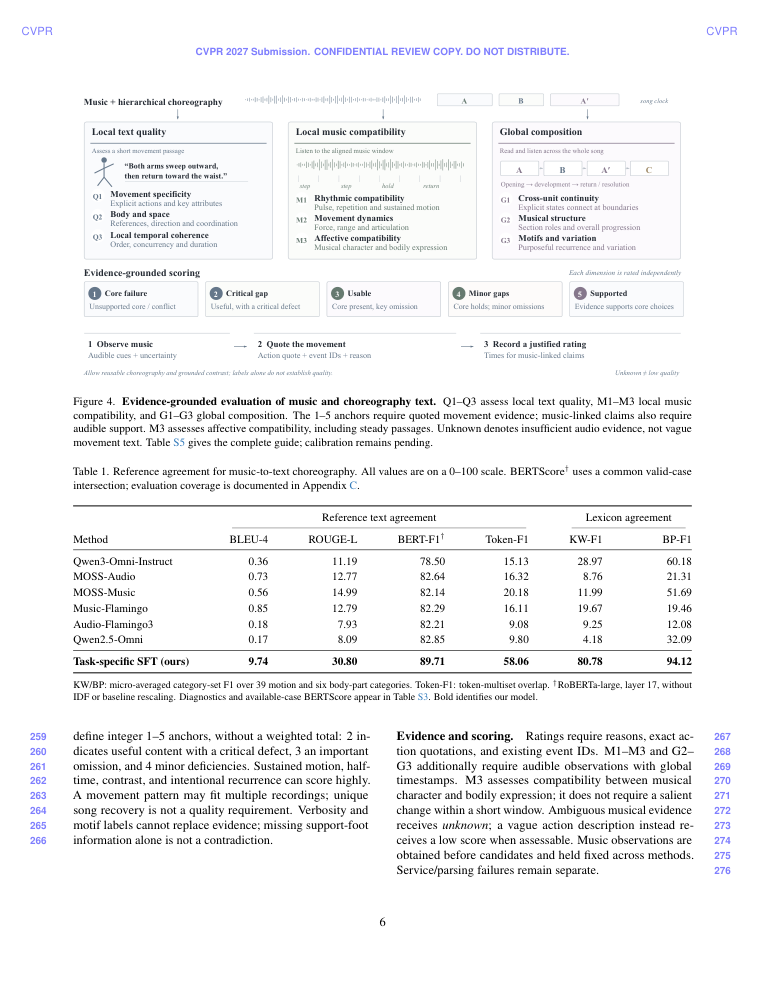 CVPR
CVPR
CVPR 2027 Submission. CONFIDENTIAL REVIEW COPY. DO NOT DISTRIBUTE.
Music + hierarchical choreography
A
B
A′
song clock
Local text quality
Assess a short movement passage
“Both arms sweep outward,
then return toward the waist.”
Q1 Movement specificity
Explicit actions and key attributes
Q2 Body and space
References, direction and coordination
Q3 Local temporal coherence
Order, concurrency and duration
Local music compatibility
Listen to the aligned music window
step step hold return
M1 Rhythmic compatibility
Pulse, repetition and sustained motion
M2 Movement dynamics
Force, range and articulation
M3 Affective compatibility
Musical character and bodily expression
Global composition
Read and listen across the whole song
A B A′ C
Opening → development → return / resolution
G1 Cross-unit continuity
Explicit states connect at boundaries
G2 Musical structure
Section roles and overall progression
G3 Motifs and variation
Purposeful recurrence and variation
Evidence-grounded scoring
Each dimension is rated independently
1 Core failure
Unsupported core / conflict
2 Critical gap
Useful, with a critical defect
3 Usable
Core present, key omission
4 Minor gaps
Core holds; minor omissions
5 Supported
Evidence supports core choices
1 Observe music
Audible cues + uncertainty
2 Quote the movement
Action quote + event IDs + reason
3 Record a justified rating
Times for music-linked claims
Allow reusable choreography and grounded contrast; labels alone do not establish quality.
Unknown ≠ low quality
Figure 4. Evidence-grounded evaluation of music and choreography text. Q1–Q3 assess local text quality, M1–M3 local music
compatibility, and G1–G3 global composition. The 1–5 anchors require quoted movement evidence; music-linked claims also require
audible support. M3 assesses affective compatibility, including steady passages. Unknown denotes insufficient audio evidence, not vague
movement text. Table S5 gives the complete guide; calibration remains pending.
Table 1. Reference agreement for music-to-text choreography. All values are on a 0–100 scale. BERTScore† uses a common valid-case
intersection; evaluation coverage is documented in Appendix C.
Reference text agreement Lexicon agreement
Method BLEU-4 ROUGE-L BERT-F1† Token-F1 KW-F1 BP-F1
Qwen3-Omni-Instruct 0.36 11.19 78.50 15.13 28.97 60.18
MOSS-Audio 0.73 12.77 82.64 16.32 8.76 21.31
MOSS-Music 0.56 14.99 82.14 20.18 11.99 51.69
Music-Flamingo 0.85 12.79 82.29 16.11 19.67 19.46
Audio-Flamingo3 0.18 7.93 82.21 9.08 9.25 12.08
Qwen2.5-Omni 0.17 8.09 82.85 9.80 4.18 32.09
Task-specific SFT (ours) 9.74 30.80 89.71 58.06 80.78 94.12
KW/BP: micro-averaged category-set F1 over 39 motion and six body-part categories. Token-F1: token-multiset overlap. †RoBERTa-large, layer 17, without
IDF or baseline rescaling. Diagnostics and available-case BERTScore appear in Table S3. Bold identifies our model.
259 define integer 1–5 anchors, without a weighted total: 2 in-
260 dicates useful content with a critical defect, 3 an important
261 omission, and 4 minor deficiencies. Sustained motion, half-
262 time, contrast, and intentional recurrence can score highly.
263 A movement pattern may fit multiple recordings; unique
264 song recovery is not a quality requirement. Verbosity and
265 motif labels cannot replace evidence; missing support-foot
266 information alone is not a contradiction.
Evidence and scoring. Ratings require reasons, exact ac- 267
tion quotations, and existing event IDs. M1–M3 and G2– 268
G3 additionally require audible observations with global 269
timestamps. M3 assesses compatibility between musical 270
character and bodily expression; it does not require a salient 271
change within a short window. Ambiguous musical evidence 272
receives unknown; a vague action description instead re- 273
ceives a low score when assessable. Music observations are 274
obtained before candidates and held fixed across methods. 275
Service/parsing failures remain separate. 276
6